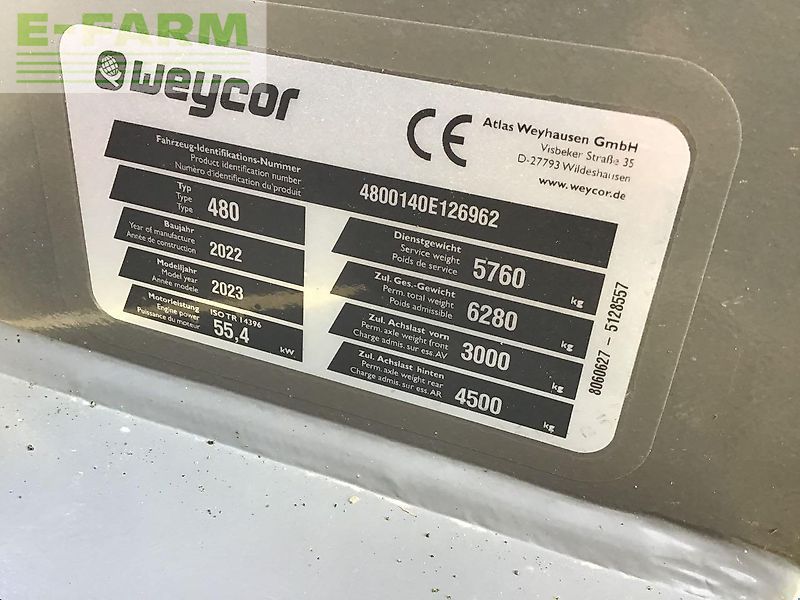 E-FARM
weycor
CE
Atlas Weyhausen GmbH
Visbeker Straße 35
D-27793 Wildeshausen
www.weycor.de
Fahrzeug-Identifikations-Nummer
Product identification number
Numéro d'identification du produit
4800140E126962
Typ
Type
Type
480
Baujahr
Year of manufacture
Année de construction
2022
Modelljahr
Model year
Année modele
2023
Motorleistung
Engine power
Puissance du moteur
ISO TR 14396
55,4
kW
Dienstgewicht
Service weight
Poids de service
5760
kg
Zul. Ges.-Gewicht
Perm. total weight
Poids admissible
6280
kg
Zul. Achslast vorn
Perm. axle weight front
Charge admis. sur ess. AV
3000
kg
Zul. Achslast hinten
Perm. axle weight rear
Charge admis. sur ess. AR
4500
kg
8060627 – 5128557